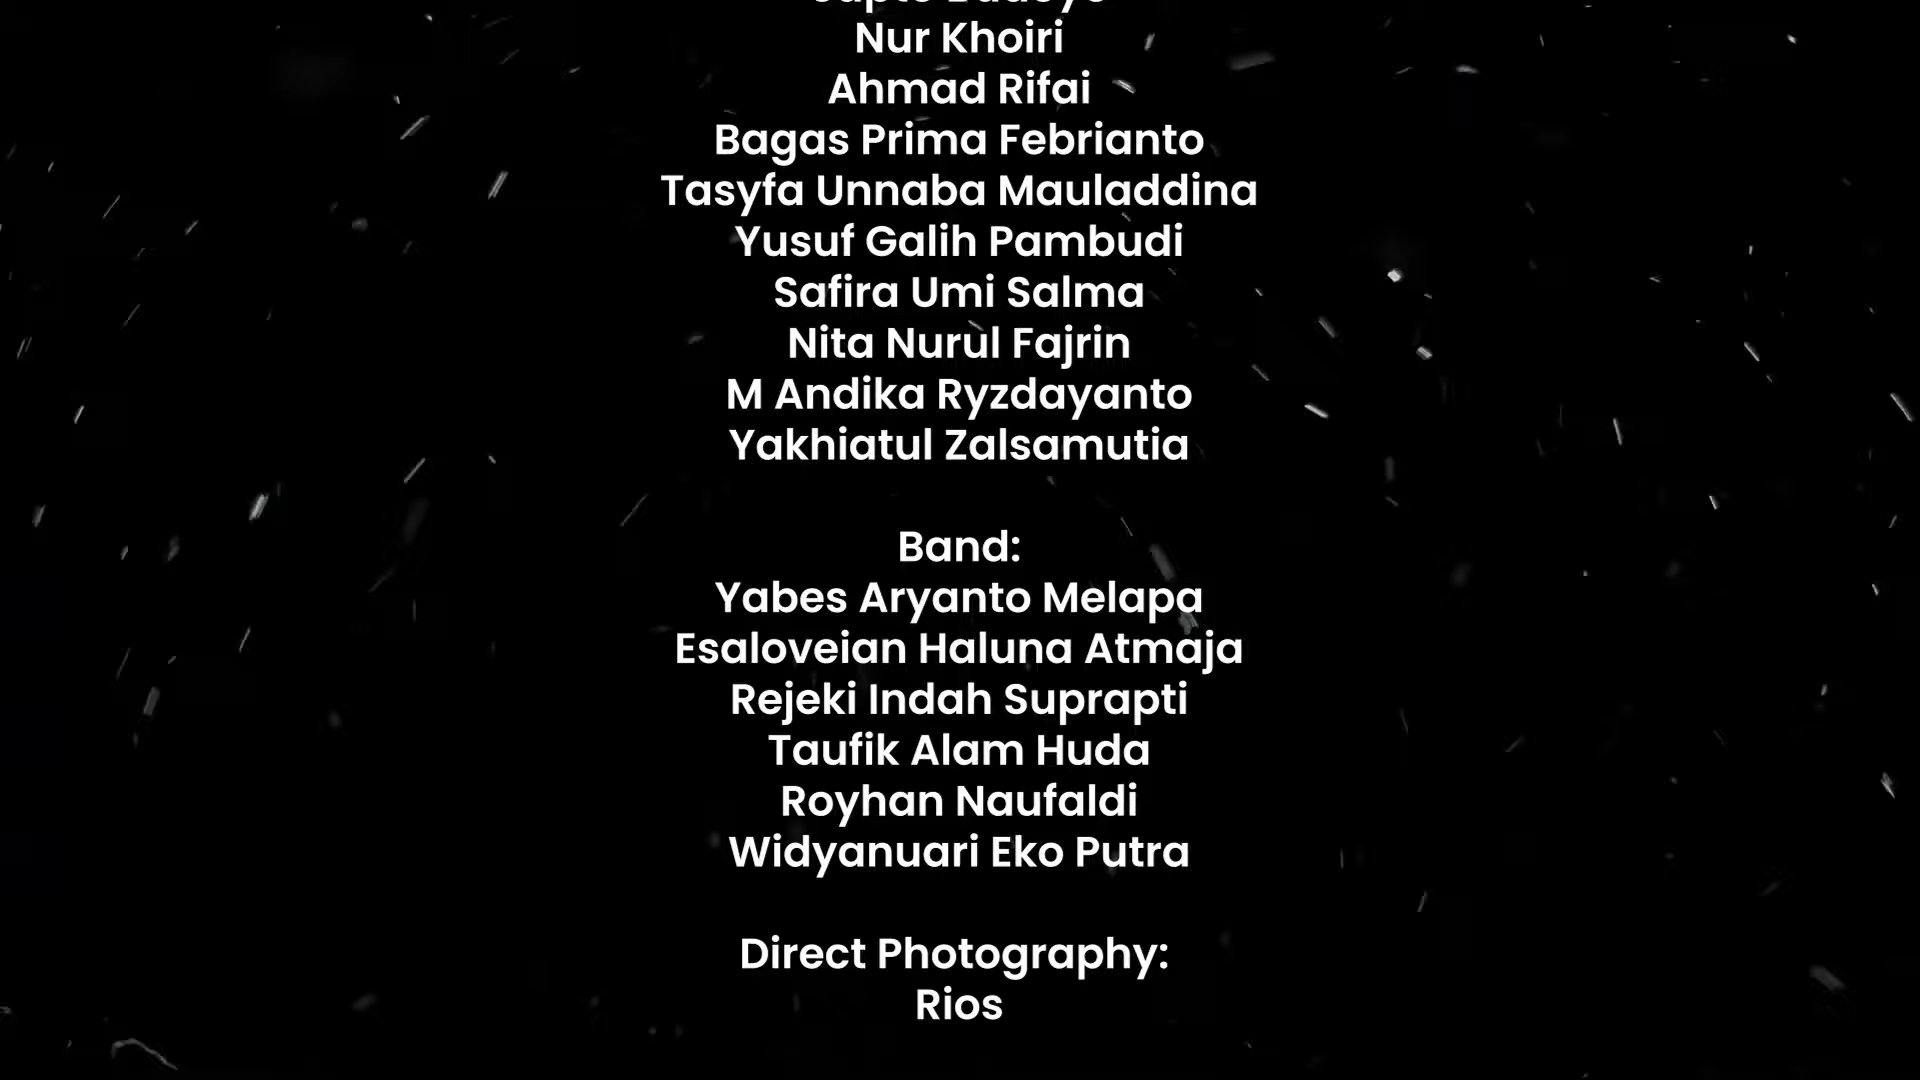 Nur Khoiri
Ahmad Rifai
Bagas Prima Febrianto
Tasyfa Unnaba Mauladdina
Yusuf Galih Pambudi
Safira Umi Salma
Nita Nurul Fajrin
M Andika Ryzdayanto
Yakhiatul Zalsamutia
Band:
Yabes Aryanto Melapa
Esaloveian Haluna Atmaja
Rejeki Indah Suprapti
Taufik Alam Huda
Royhan Naufaldi
Widyanuari Eko Putra
Direct Photography:
Rios